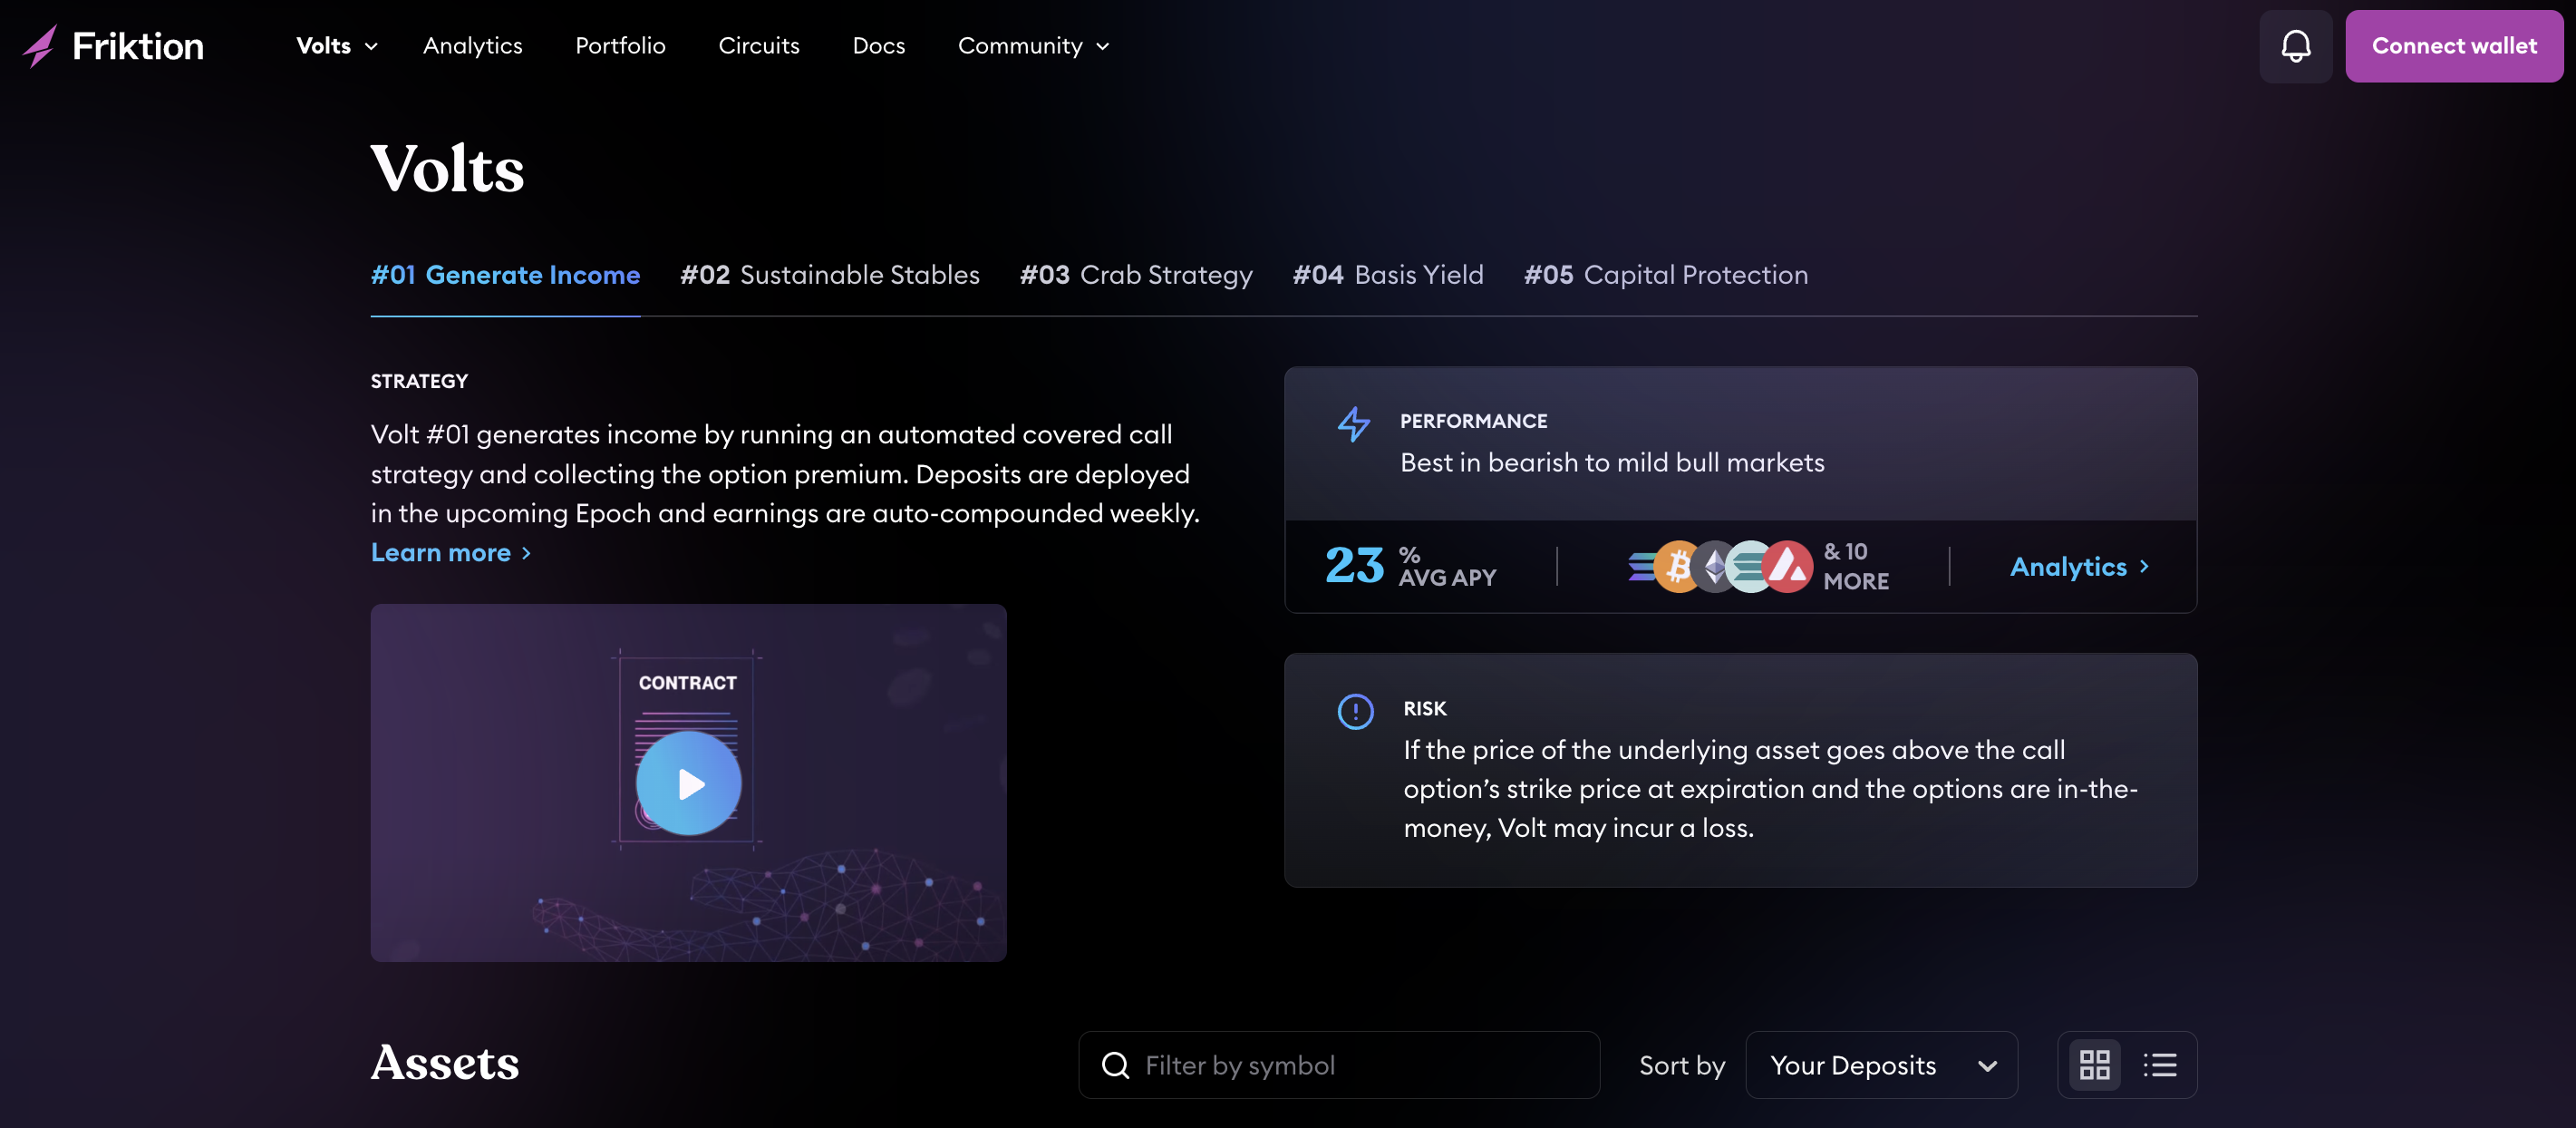 Friktion
Volts
Analytics
Portfolio
Circuits
Docs
Community
Connect wallet
Volts
#01 Generate Income
#02 Sustainable Stables
#03 Crab Strategy
#04 Basis Yield
#05 Capital Protection
STRATEGY
Volt #01 generates income by running an automated covered call
strategy and collecting the option premium. Deposits are deployed
in the upcoming Epoch and earnings are auto-compounded weekly.
Learn more
CONTRACT
PERFORMANCE
Best in bearish to mild bull markets
23 %
AVG APY
& 10
MORE
Analytics
RISK
If the price of the underlying asset goes above the call
option’s strike price at expiration and the options are in-the-
money, Volt may incur a loss.
Assets
Filter by symbol
Sort by
Your Deposits